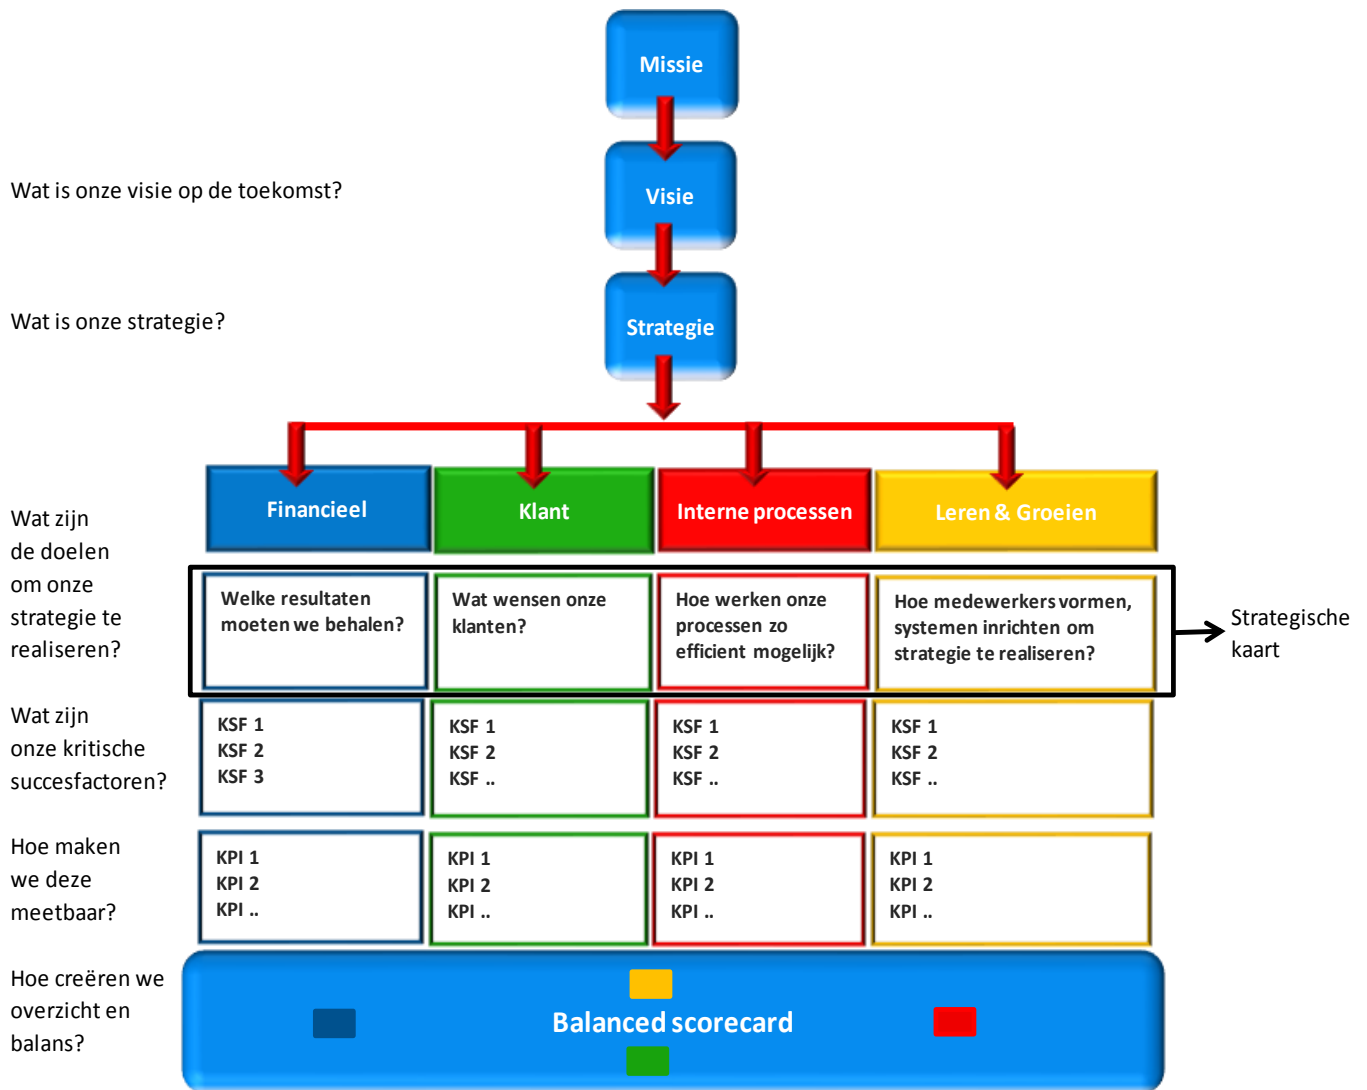 Missie
Wat is onze visie op de toekomst?
Visie
Wat is onze strategie?
Strategie
Financieel
Klant
Interne processen
Leren & Groeien
Wat zijn
de doelen
om onze
strategie te
realiseren?
Welke resultaten
moeten we behalen?
Wat wensen onze
klanten?
Hoe werken onze
processen zo
efficient mogelijk?
Hoe medewerkers vormen,
systemen inrichten om
strategie te realiseren?
Strategische
kaart
Wat zijn
onze kritische
succesfactoren?
KSF 1
KSF 2
KSF 3
KSF 1
KSF 2
KSF ..
KSF 1
KSF 2
KSF ..
KSF 1
KSF 2
KSF ..
Hoe maken
we deze
meetbaar?
KPI 1
KPI 2
KPI ..
KPI 1
KPI 2
KPI ..
KPI 1
KPI 2
KPI ..
KPI 1
KPI 2
KPI ..
Hoe creëren we
overzicht en
balans?
Balanced scorecard